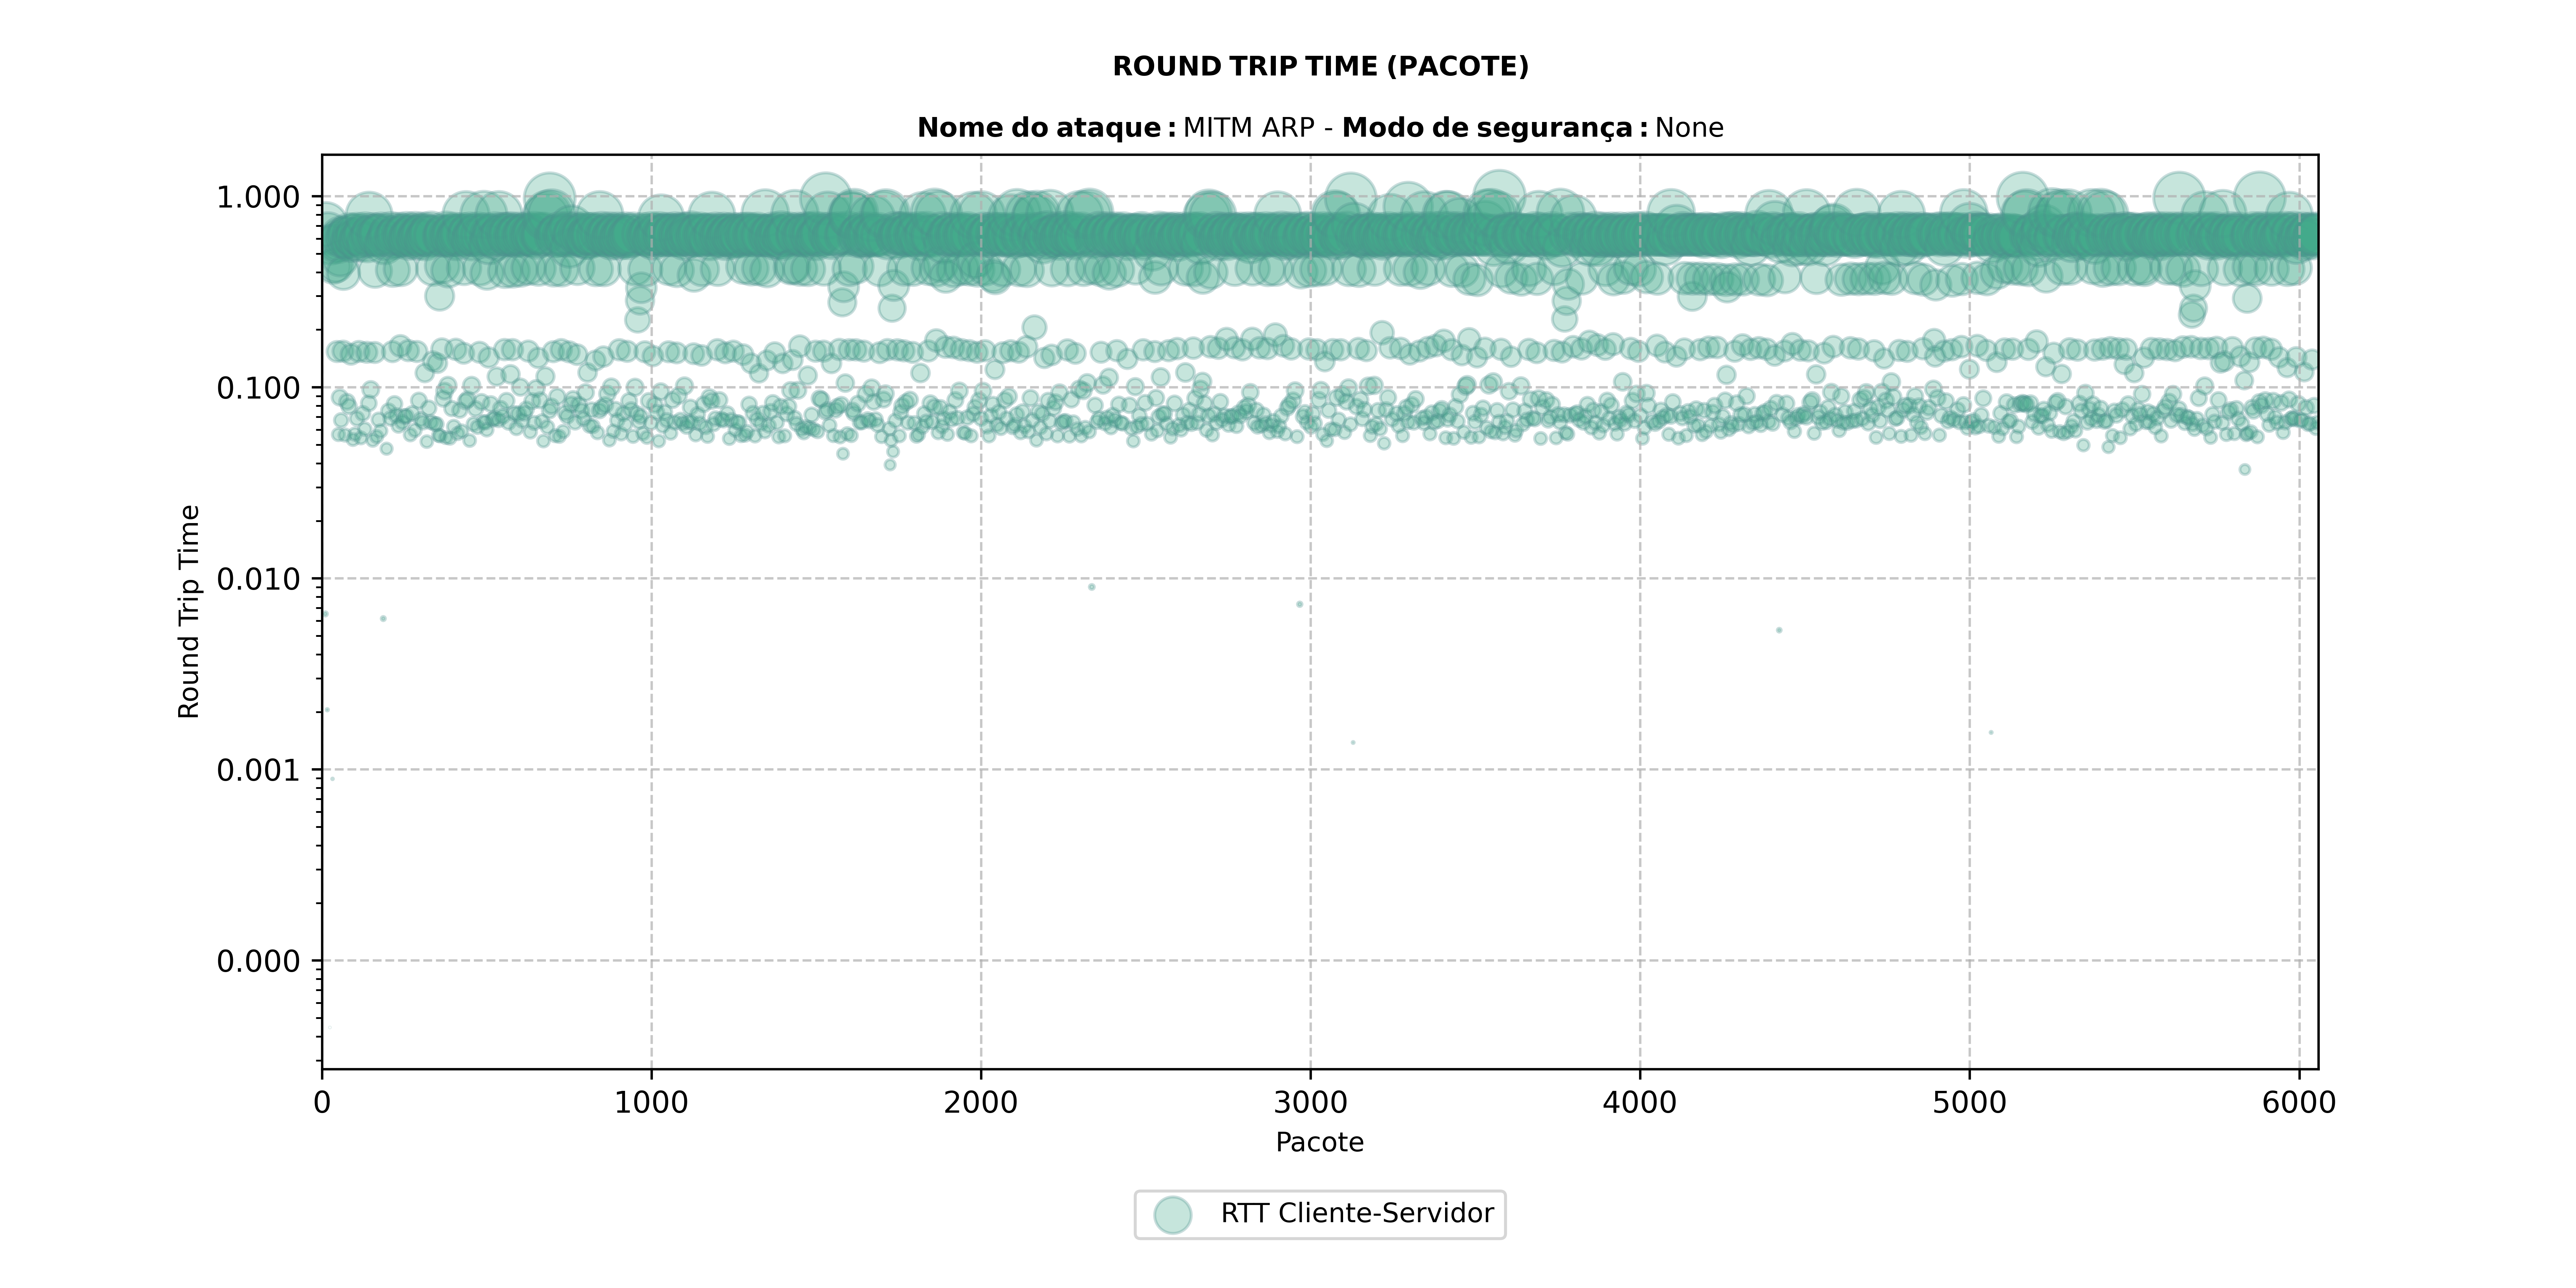 ROUND TRIP TIME (PACOTE)
Nome do ataque: MITM ARP - Modo de segurança: None
Round Trip Time
1.000
0.100
0.010
0.001
0.000
0 1000 2000 3000 4000 5000 6000
Pacote
RTT Cliente-Servidor